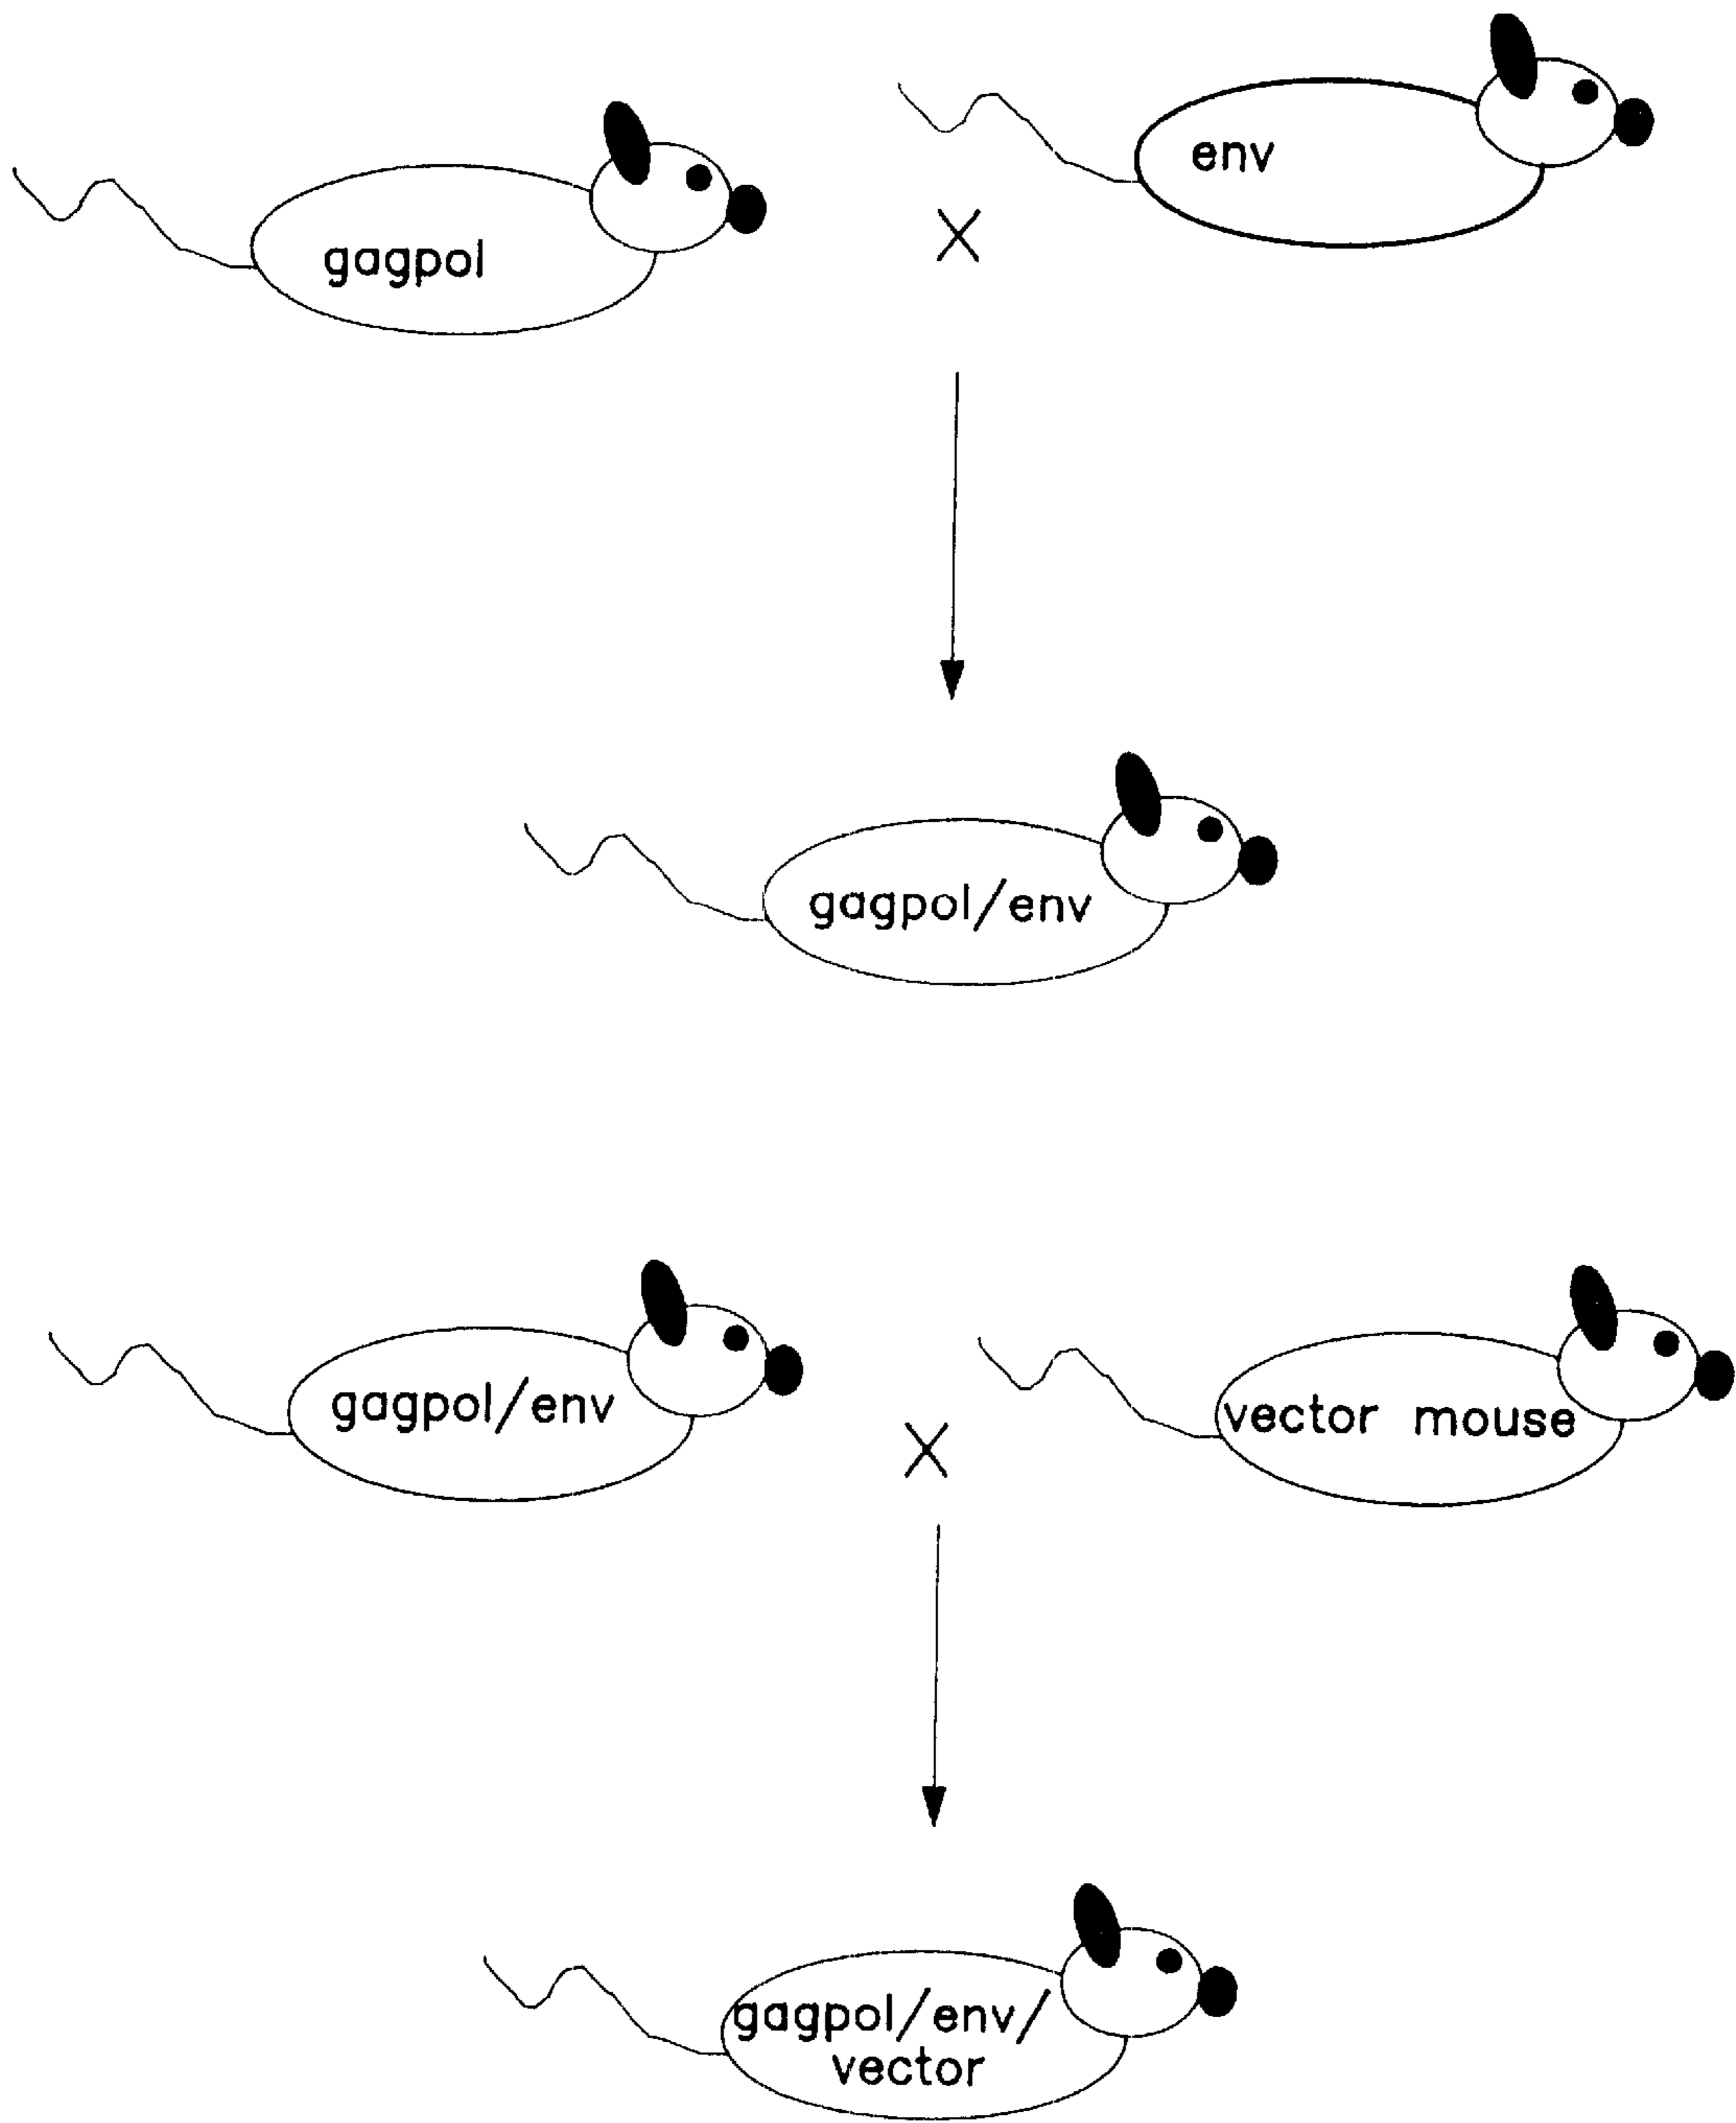 env
gagpol
X
gagpol/env
gagpol/env
X
vector mouse
gagpol/env/
vector